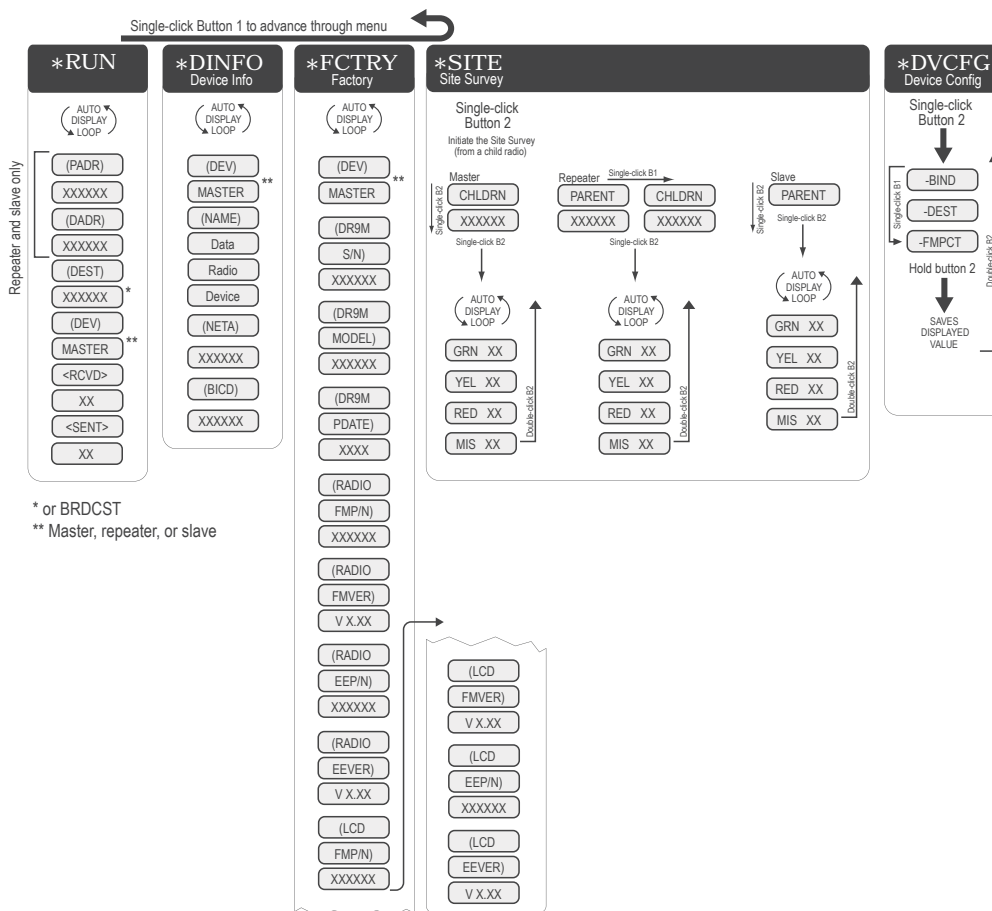 Single-click Button 1 to advance through menu
*RUN
AUTO
DISPLAY
LOOP
Repeater and slave only
(PADR)
XXXXXX
(DADR)
XXXXXX
(DEST)
XXXXXX *
(DEV)
MASTER **
<RCVD>
XX
<SENT>
XX
* or BRDCST
** Master, repeater, or slave
*DINFO
Device Info
AUTO
DISPLAY
LOOP
(DEV)
MASTER **
(NAME)
Data
Radio
Device
(NETA)
XXXXXX
(BICD)
XXXXXX
*FCTRY
Factory
AUTO
DISPLAY
LOOP
(DEV)
MASTER **
(DR9M
S/N)
XXXXXX
(DR9M
MODEL)
XXXXXX
(DR9M
PDATE)
XXXX
(RADIO
FMP/N)
XXXXXX
(RADIO
FMVER)
V X.XX
(RADIO
EEP/N)
XXXXXX
(RADIO
EEVER)
V X.XX
(LCD
FMP/N)
XXXXXX
(LCD
FMVER)
V X.XX
(LCD
EEP/N)
XXXXXX
(LCD
EEVER)
V X.XX
*SITE
Site Survey
Single-click
Button 2
Initiate the Site Survey
(from a child radio)
Master
Single-click B2
CHLDRN
XXXXXX
Single-click B2
AUTO
DISPLAY
LOOP
GRN XX
YEL XX
RED XX
MIS XX
Double-click B2
Repeater
Single-click B1
PARENT
CHLDRN
XXXXXX
XXXXXX
Single-click B2
AUTO
DISPLAY
LOOP
GRN XX
YEL XX
RED XX
MIS XX
Double-click B2
Slave
Single-click B2
PARENT
Single-click B2
AUTO
DISPLAY
LOOP
GRN XX
YEL XX
RED XX
MIS XX
Double-click B2
*DVCFG
Device Config
Single-click
Button 2
Single-click B1
-BIND
-DEST
-FMPCT
Hold button 2
SAVES
DISPLAYED
VALUE
Double-click B2